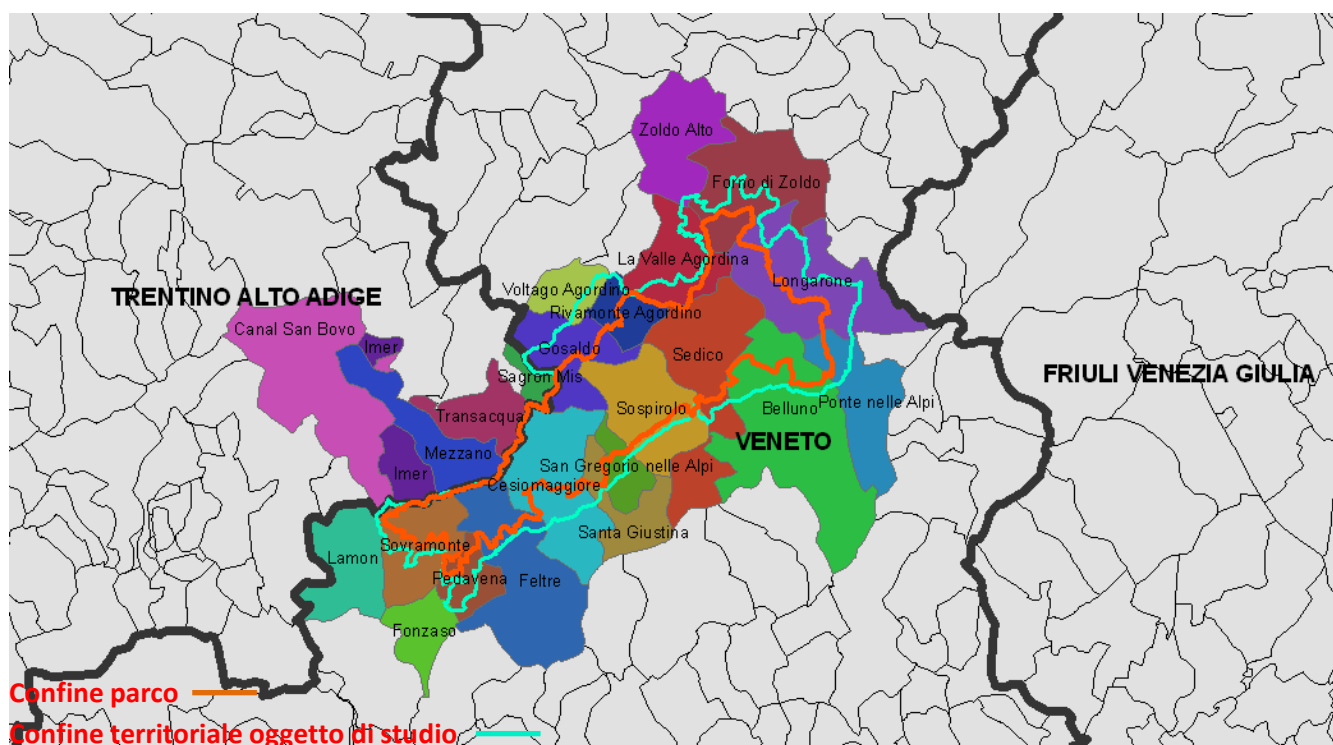 Zoldo Alto
Forno di Zoldo
La Valle Agordina
Longarone
Voltago Agordino
TRENTINO ALTO ADIGE
Rivamonte Agordino
Canal San Bovo
Imer
Gosaldo
Sedico
FRIULI VENEZIA GIULIA
Sagron Mis
Transacqua
Sospirolo
Belluno
Ponte nelle Alpi
VENETO
Mezzano
Imer
San Gregorio nelle Alpi
Cesiomaggiore
Santa Giustina
Sovramonte
Lamon
Pedavena
Feltre
Fonzaso
Confine parco
Confine territoriale oggetto di studio